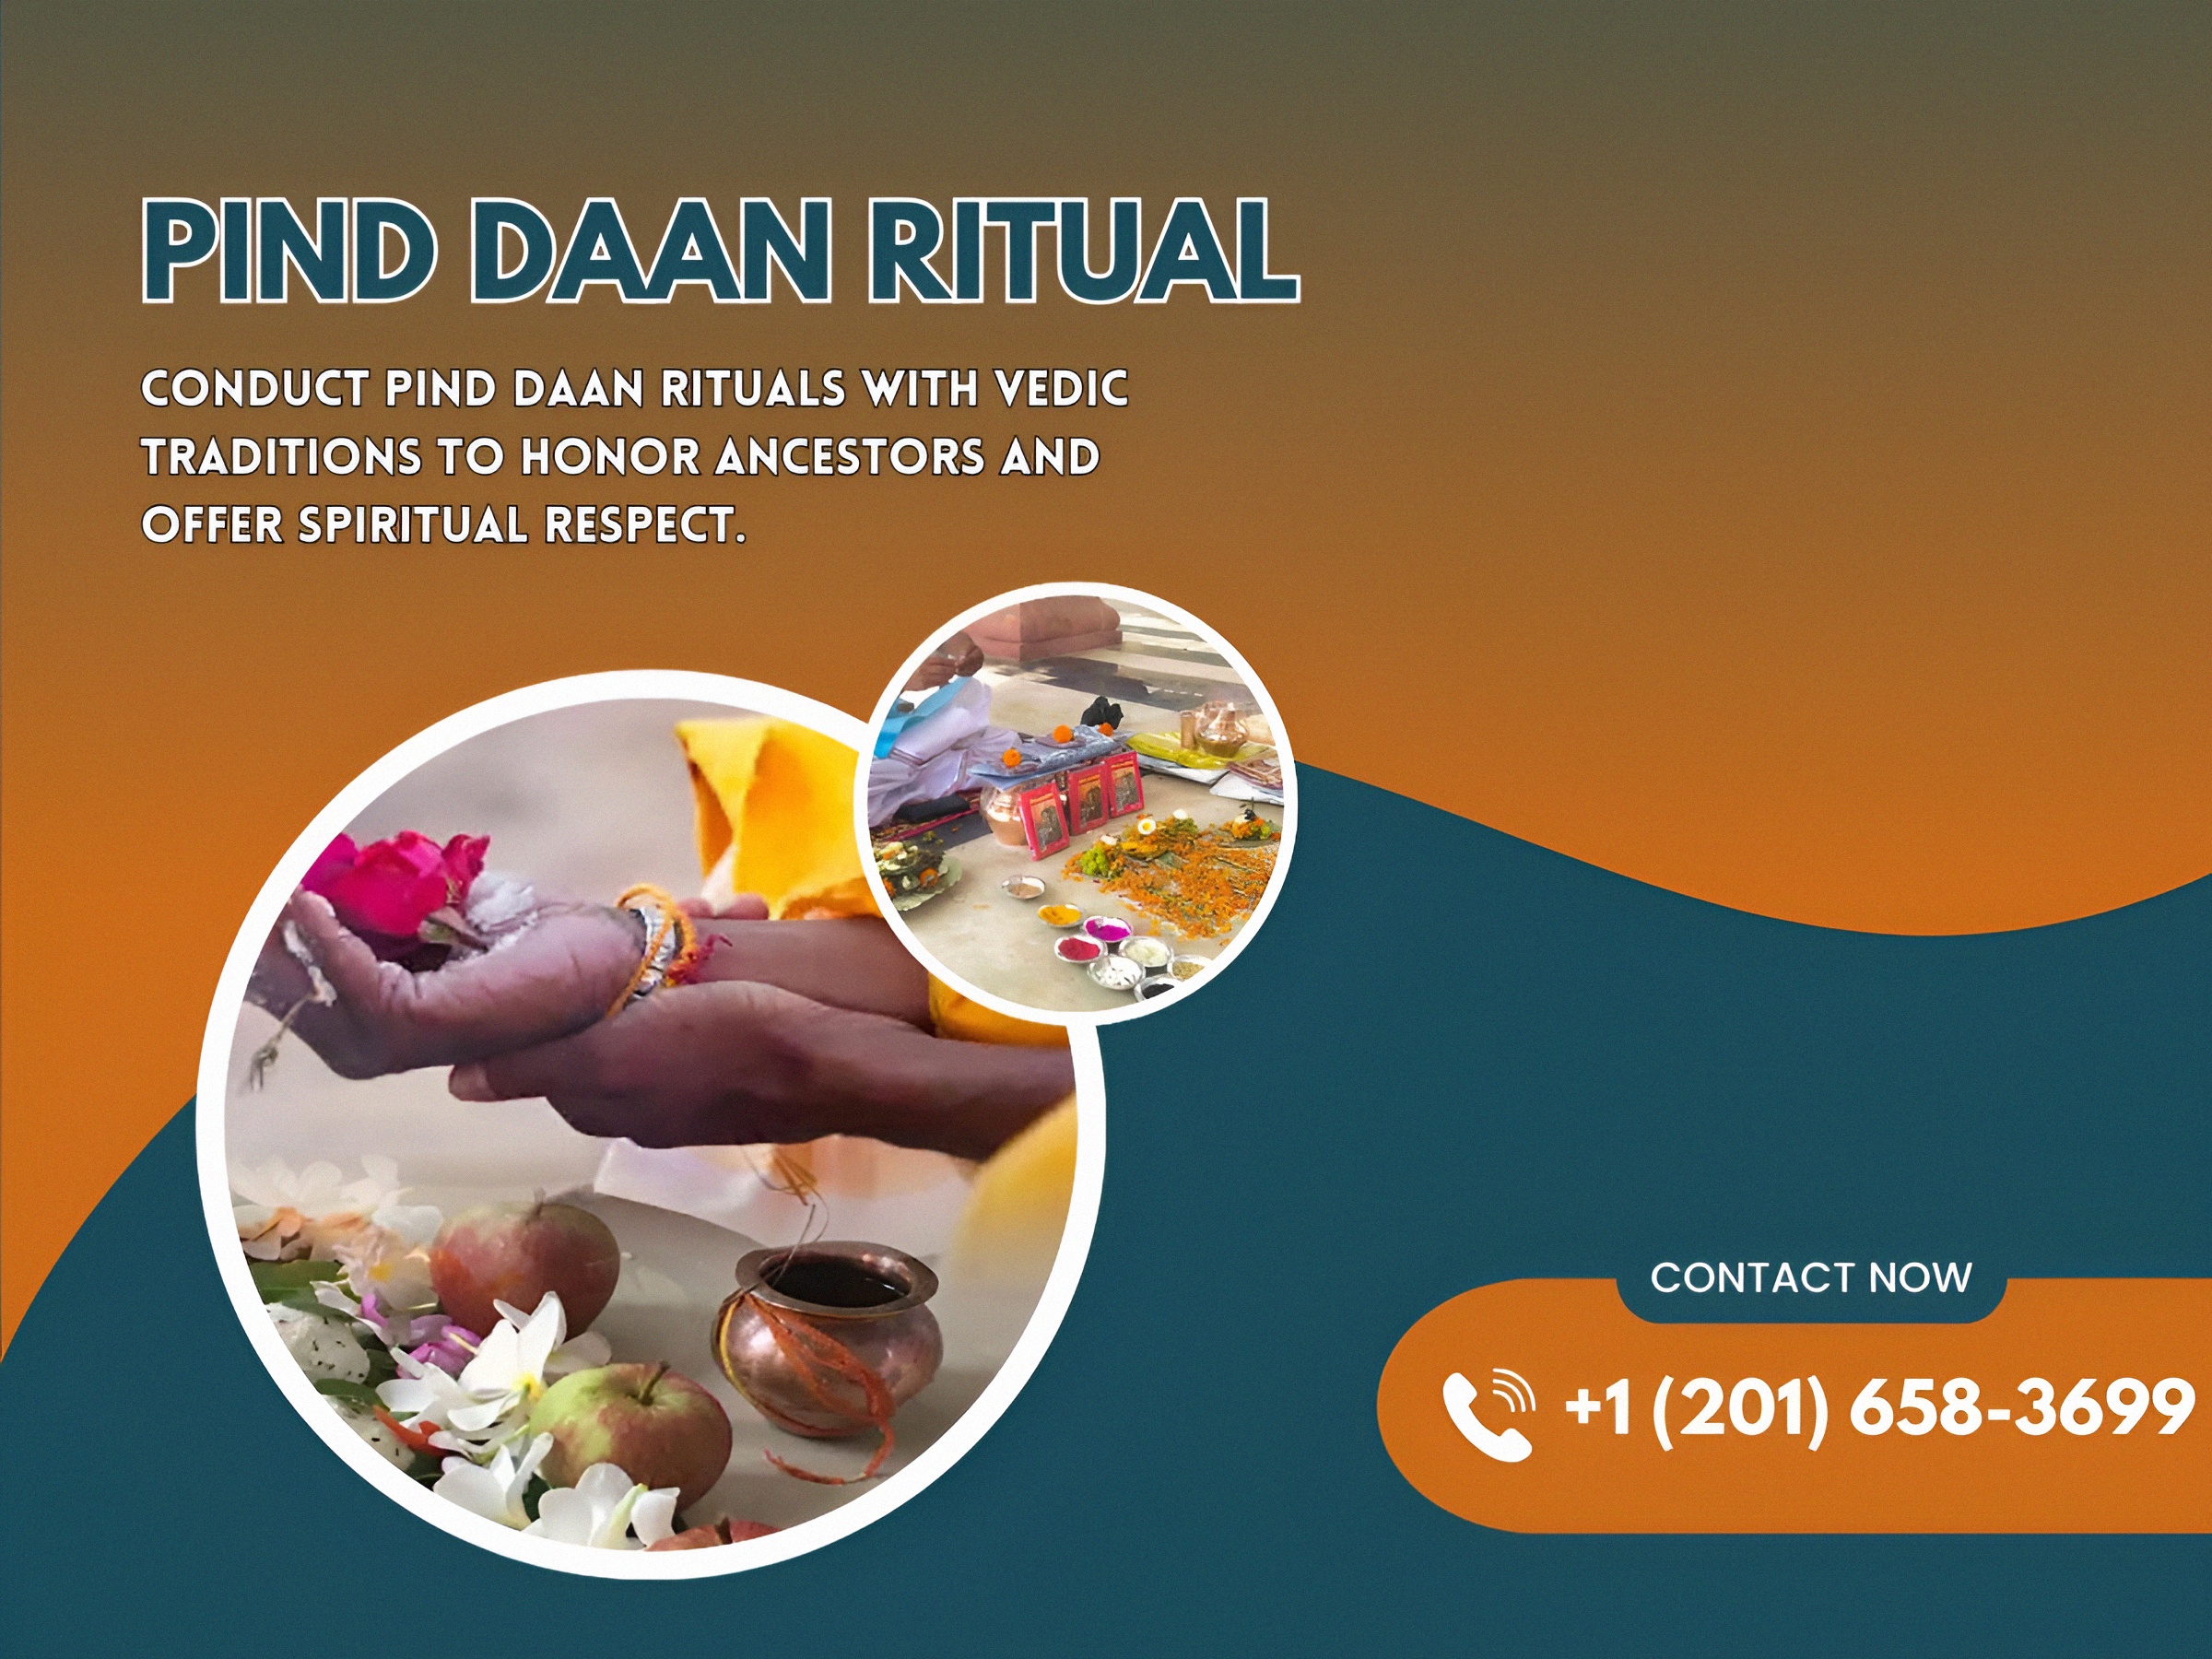 PIND DAAN RITUAL
CONDUCT PIND DAAN RITUALS WITH VEDIC
TRADITIONS TO HONOR ANCESTORS AND
OFFER SPIRITUAL RESPECT.
CONTACT NOW
+1 (201) 658-3699